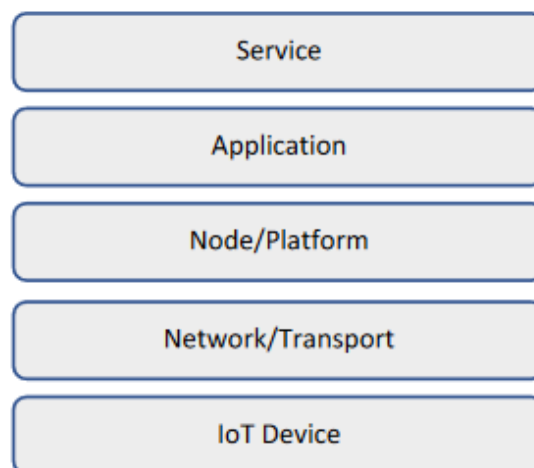 Service
Application
Node/Platform
Network/Transport
IoT Device